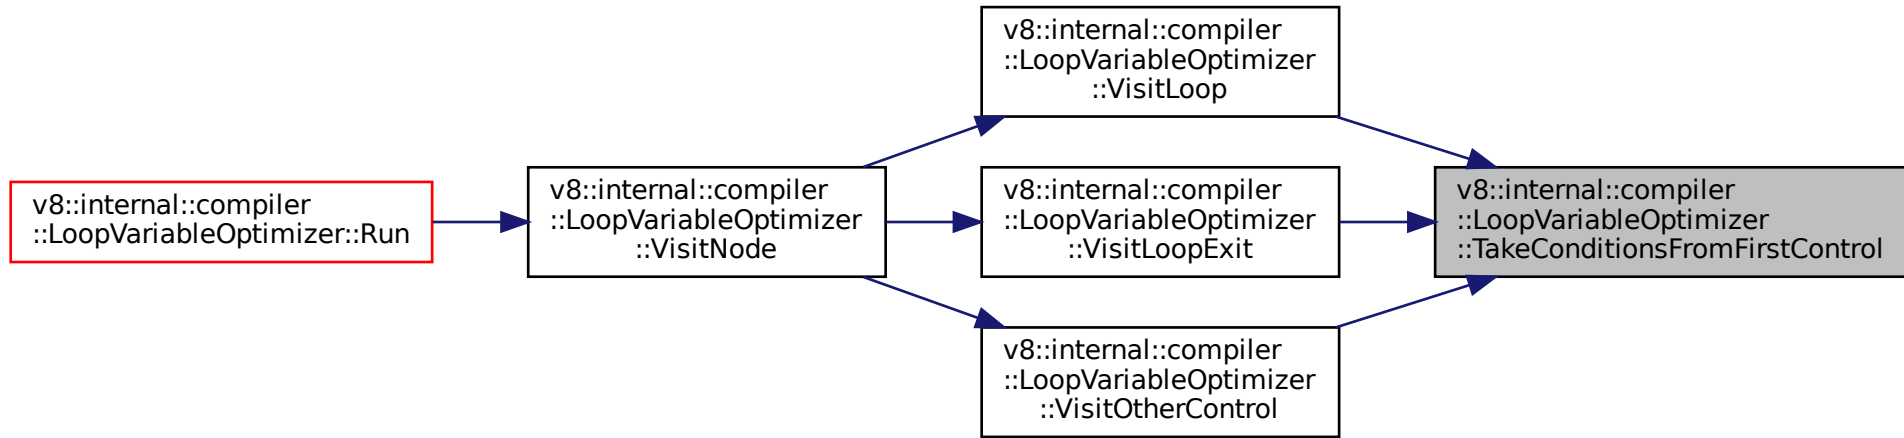 v8::internal::compiler
::LoopVariableOptimizer::Run
v8::internal::compiler
::LoopVariableOptimizer
::VisitNode
v8::internal::compiler
::LoopVariableOptimizer
::VisitLoop
v8::internal::compiler
::LoopVariableOptimizer
::VisitLoopExit
v8::internal::compiler
::LoopVariableOptimizer
::VisitOtherControl
v8::internal::compiler
::LoopVariableOptimizer
::TakeConditionsFromFirstControl